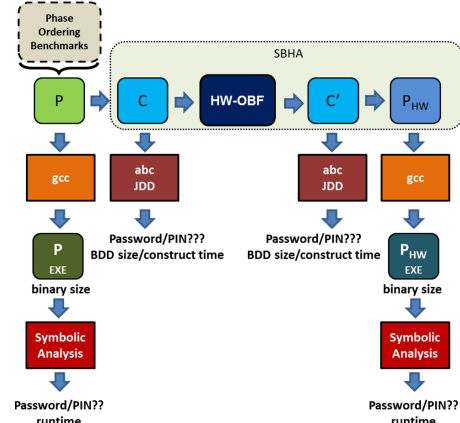 Phase
Ordering
Benchmarks
SBHA
P
C
HW-OBF
C'
PHW
gcc
abc
JDD
abc
JDD
gcc
Password/PIN???
BDD size/construct time
Password/PIN???
BDD size/construct time
P
EXE
PHW
EXE
binary size
binary size
Symbolic
Analysis
Symbolic
Analysis
Password/PIN??
runtime
Password/PIN??
runtime